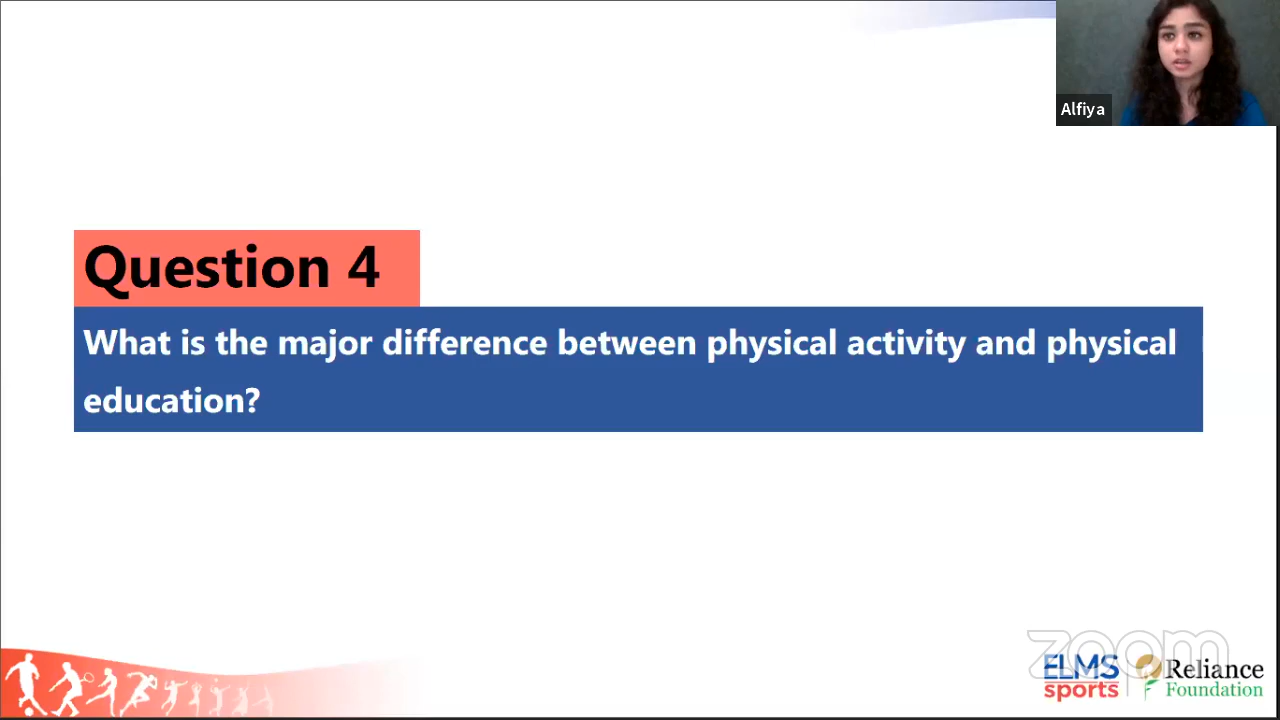 Alfiya
Question 4
What is the major difference between physical activity and physical
education?
zoom
ELMS
sports
Reliance
Foundation